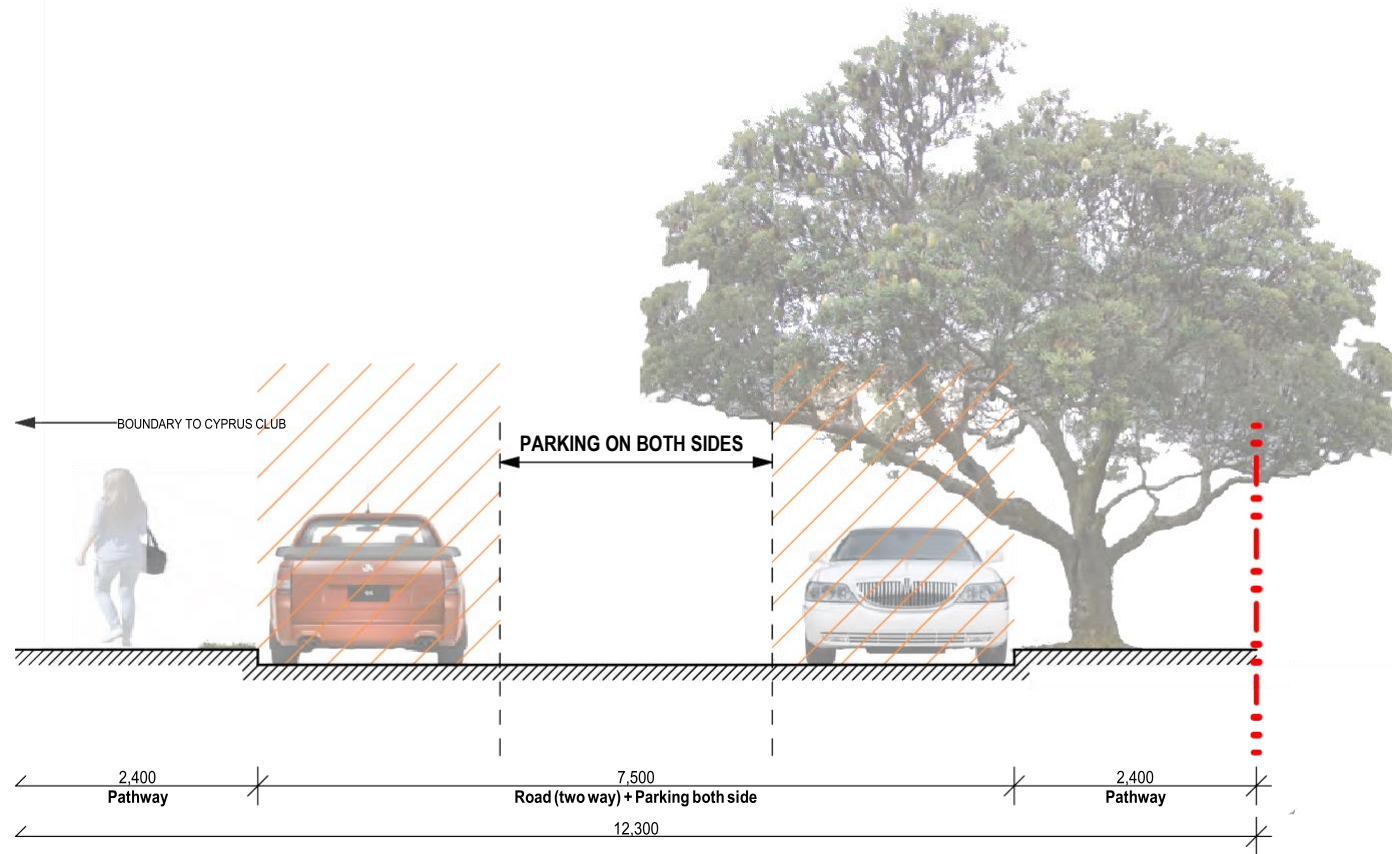 BOUNDARY TO CYPRUS CLUB
PARKING ON BOTH SIDES
2,400
Pathway
7,500
Road (two way) + Parking both side
2,400
Pathway
12,300